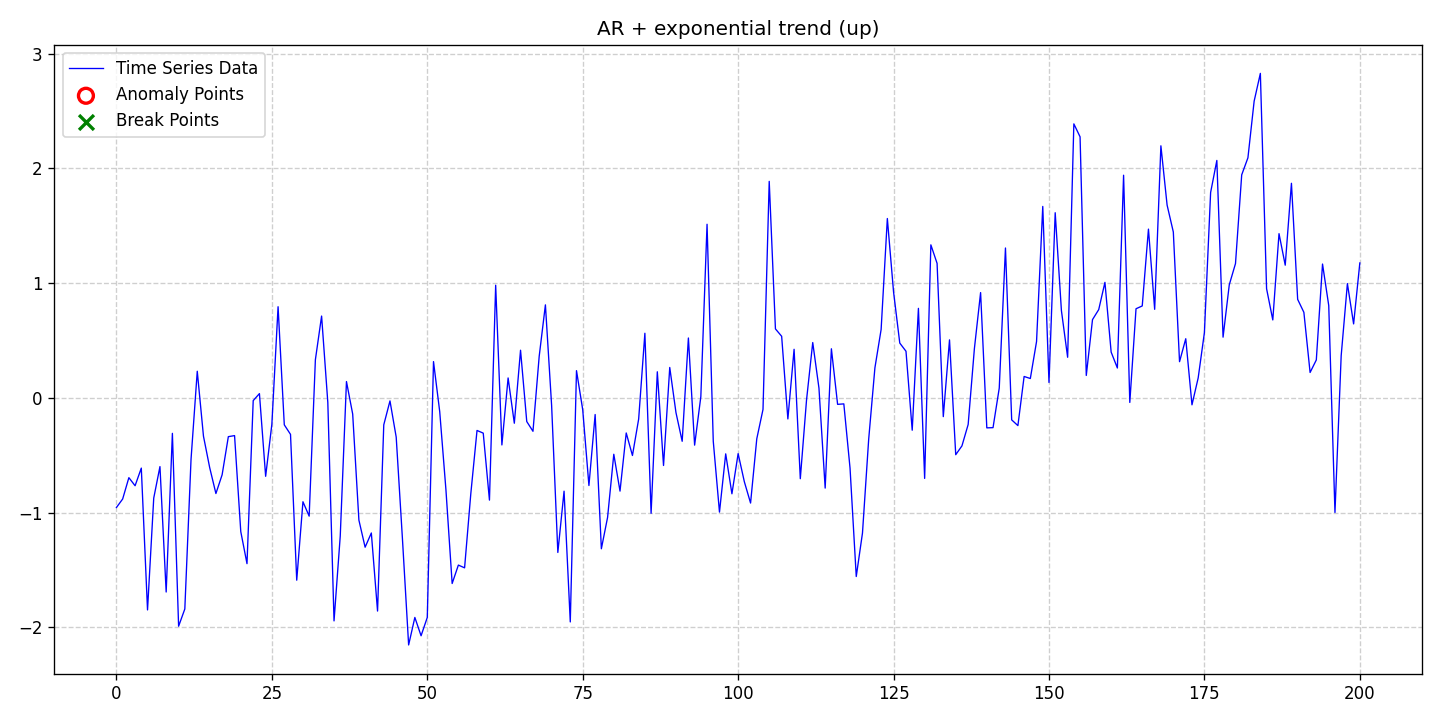 AR + exponential trend (up)
Time Series Data
Anomaly Points
Break Points
3
2
1
0
−1
−2
0 25 50 75 100 125 150 175 200